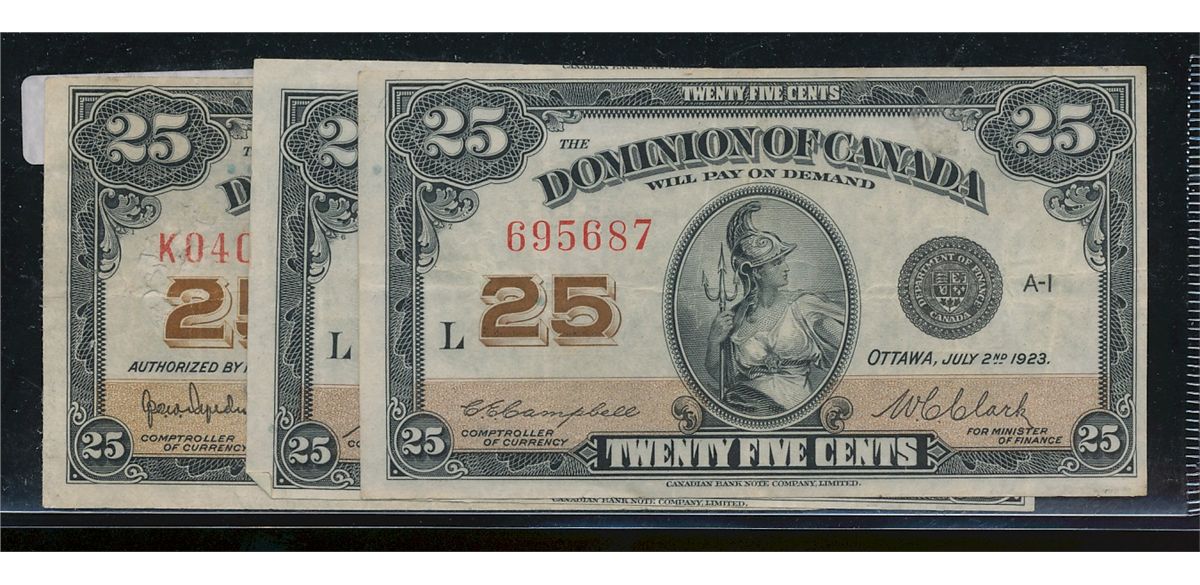 25
K040
25
AUTHORIZED BY
COMPTROLLER
OF CURRENCY
25
L
25
CANADIAN BANK NOTE COMPANY, LIMITED.
TWENTY FIVE CENTS
25
25
THE
DOMINION OF CANADA
WILL PAY ON DEMAND
695687
L
25
DEPARTMENT OF FINANCE
CANADA
A-1
OTTAWA, JULY 2ND 1923.
C E Campbell
W C Clark
COMPTROLLER
OF CURRENCY
FOR MINISTER
OF FINANCE
25
TWENTY FIVE CENTS
25
CANADIAN BANK NOTE COMPANY, LIMITED.